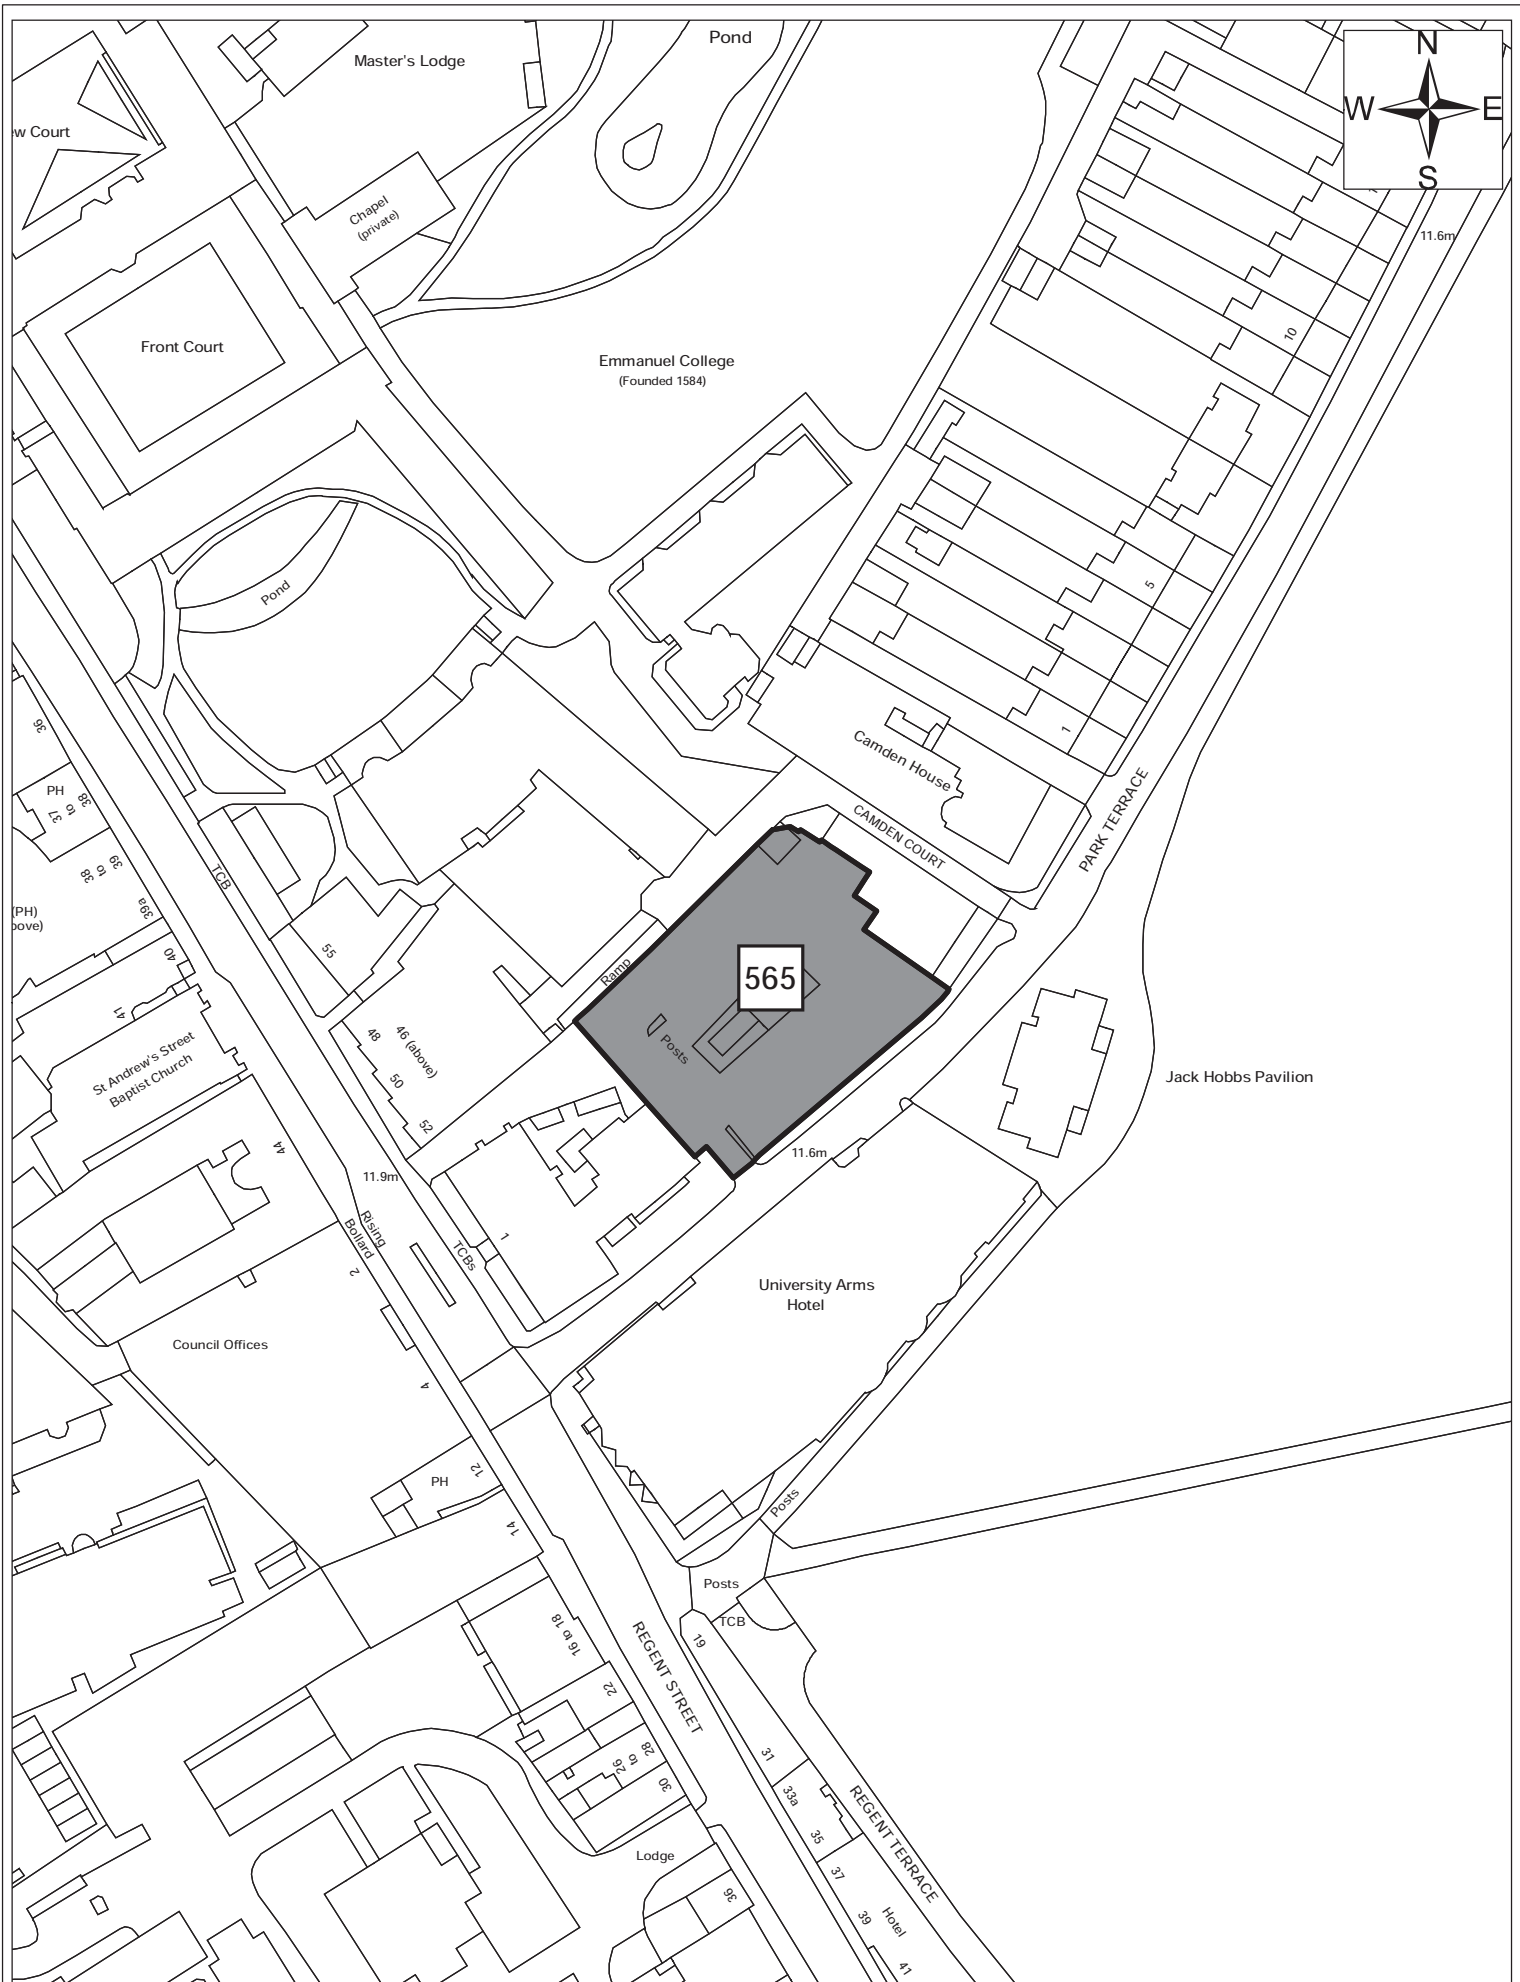 Pond
N
W
E
S
Master's Lodge
ew Court
Chapel
(private)
11.6m
Front Court
Emmanuel College
(Founded 1584)
10
Pond
5
36
1
Camden House
PH
37
to
38
38
to
39
CAMDEN COURT
PARK TERRACE
TCB
(PH)
bove)
39a
40
55
Ramp
565
41
48
46 (above)
Posts
50
52
St Andrew's Street
Baptist Church
Jack Hobbs Pavilion
44
11.6m
11.9m
Rising
Bollard
1
TCBs
2
University Arms
Hotel
Council Offices
4
12
PH
Posts
14
Posts
TCB
16 to 18
19
REGENT STREET
22
26
to
28
31
30
33a
REGENT TERRACE
35
Lodge
37
36
39
Hotel
41